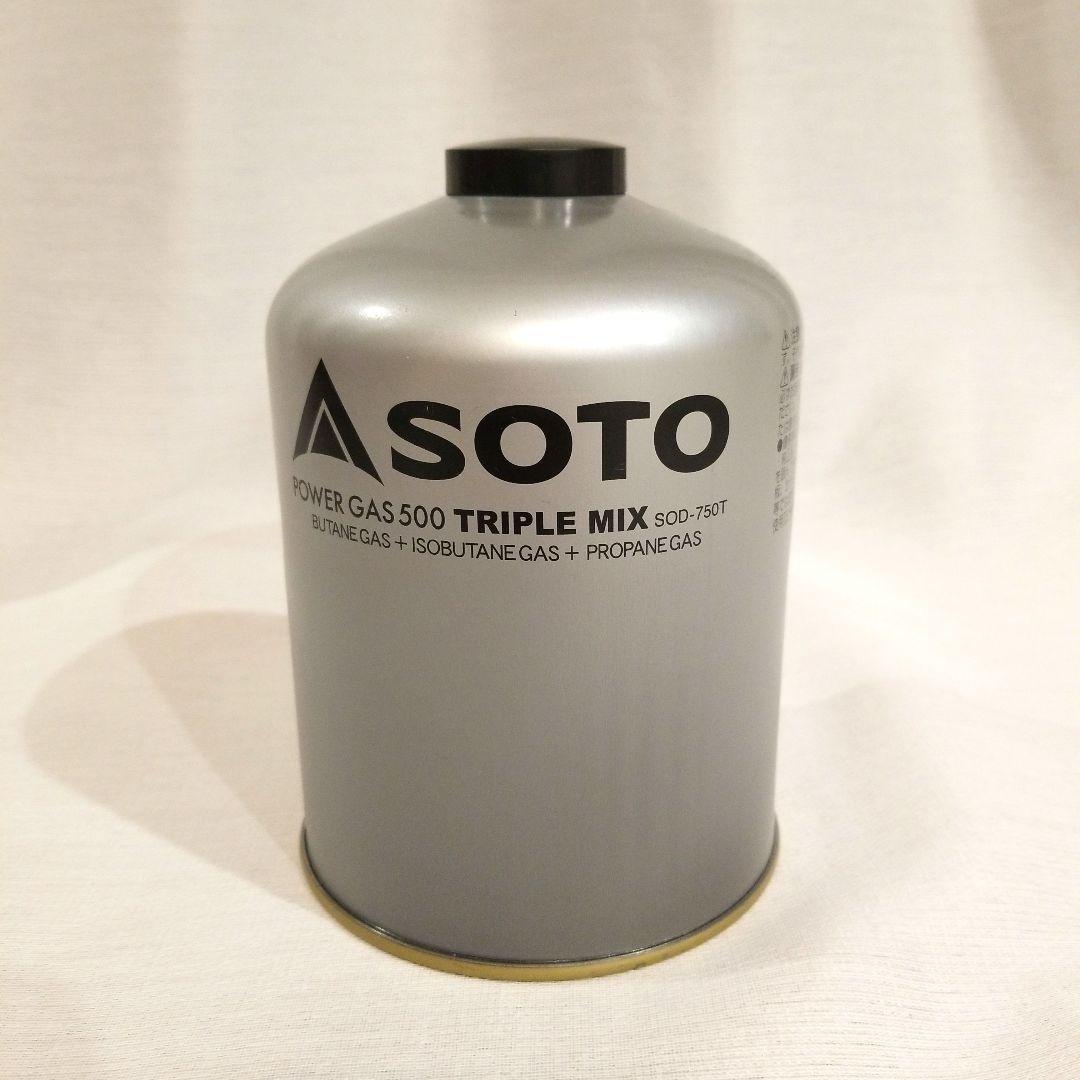 SOTO
POWER GAS 500 TRIPLE MIX SOD-750T
BUTANE GAS + ISOBUTANE GAS + PROPANE GAS